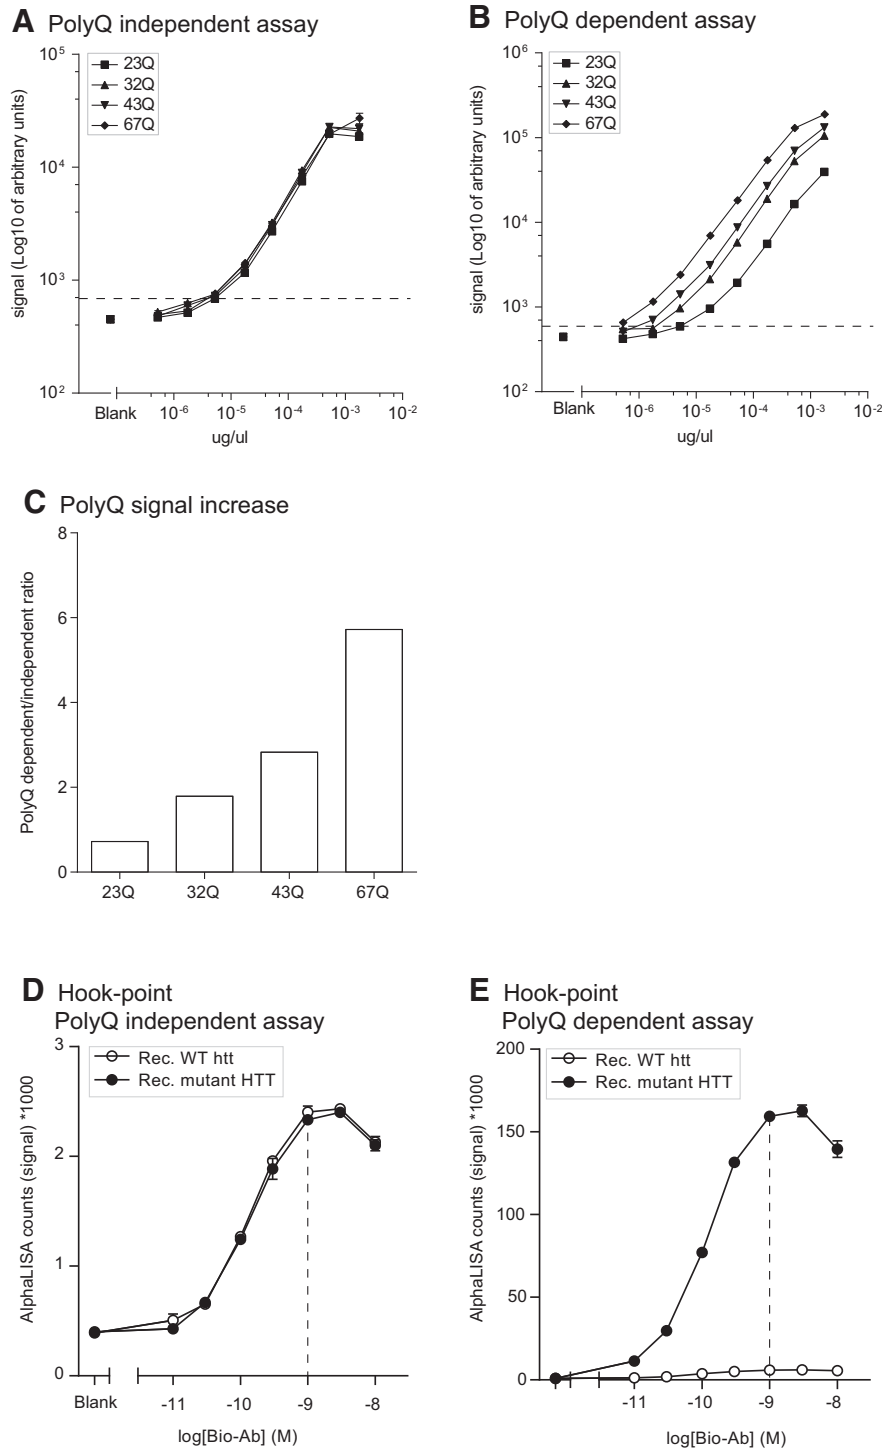 A PolyQ independent assay
signal (Log10 of arbitrary units)
10^5
10^4
10^3
10^2
23Q
32Q
43Q
67Q
Blank 10^-6 10^-5 10^-4 10^-3 10^-2
ug/ul
B PolyQ dependent assay
signal (Log10 of arbitrary units)
10^6
10^5
10^4
10^3
10^2
23Q
32Q
43Q
67Q
Blank 10^-6 10^-5 10^-4 10^-3 10^-2
ug/ul
C PolyQ signal increase
PolyQ dependent/independent ratio
8
6
4
2
0
23Q 32Q 43Q 67Q
D Hook-point
PolyQ independent assay
AlphaLISA counts (signal) *1000
3
2
1
0
Rec. WT htt
Rec. mutant HTT
Blank -11 -10 -9 -8
log[Bio-Ab] (M)
E Hook-point
PolyQ dependent assay
AlphaLISA counts (signal) *1000
200
150
100
50
0
Rec. WT htt
Rec. mutant HTT
-11 -10 -9 -8
log[Bio-Ab] (M)